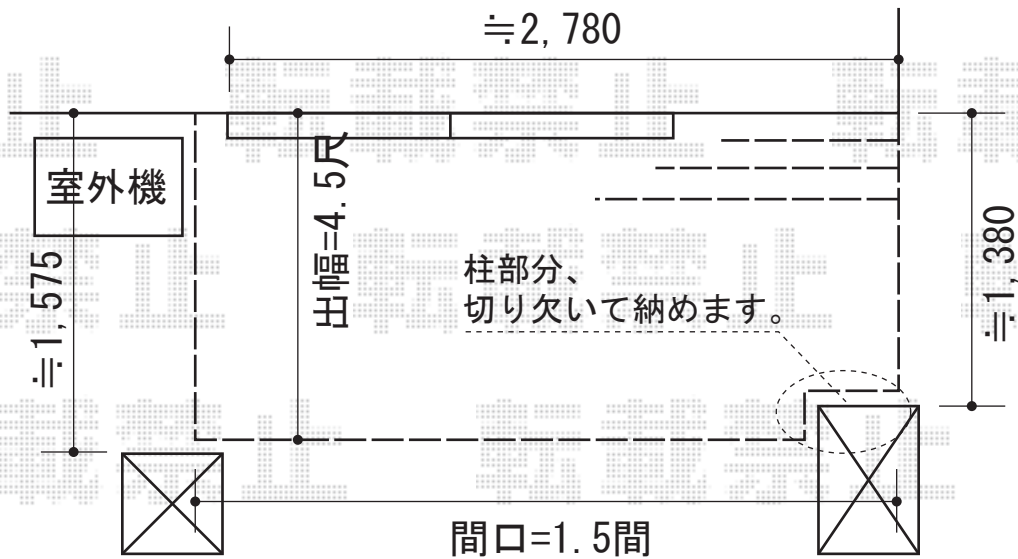 ≒2,780
室外機
≒1,575
出幅=4.5尺
柱部分、
切り欠いて納めます。
≒1,380
間口=1.5間